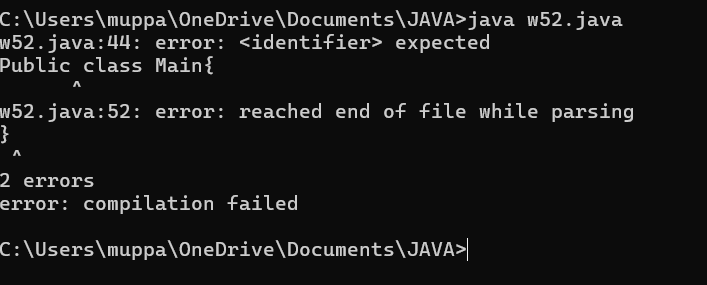 C:\Users\muppa\OneDrive\Documents\JAVA>java w52.java
w52.java:44: error: <identifier> expected
Public class Main{
      ^
w52.java:52: error: reached end of file while parsing
}
 ^
2 errors
error: compilation failed
C:\Users\muppa\OneDrive\Documents\JAVA>